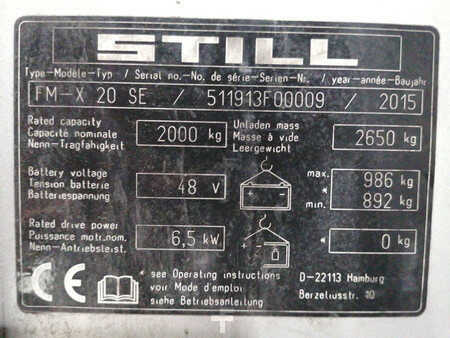 STILL
Type-Modèle-Typ / Serial no.-No. de série-Serien-Nr. / year-année-Baujahr
FM-X 20 SE / 511913F00009 / 2015
Rated capacity
Capacité nominale
Nenn-Tragfähigkeit
2000 kg
Unladen mass
Masse à vide
Leergewicht
2650 kg
Battery voltage
Tension batterie
Batteriespannung
48 v
max. 986 kg
*
min. 892 kg
Rated drive power
Puissance motr.nom.
Nenn-Antriebsleist.
6,5 kW
* 0 kg
CE
* see Operating instructions
voir Mode d'emploi
siehe Betriebsanleitung
D-22113 Hamburg
Berzeliusstr. 10